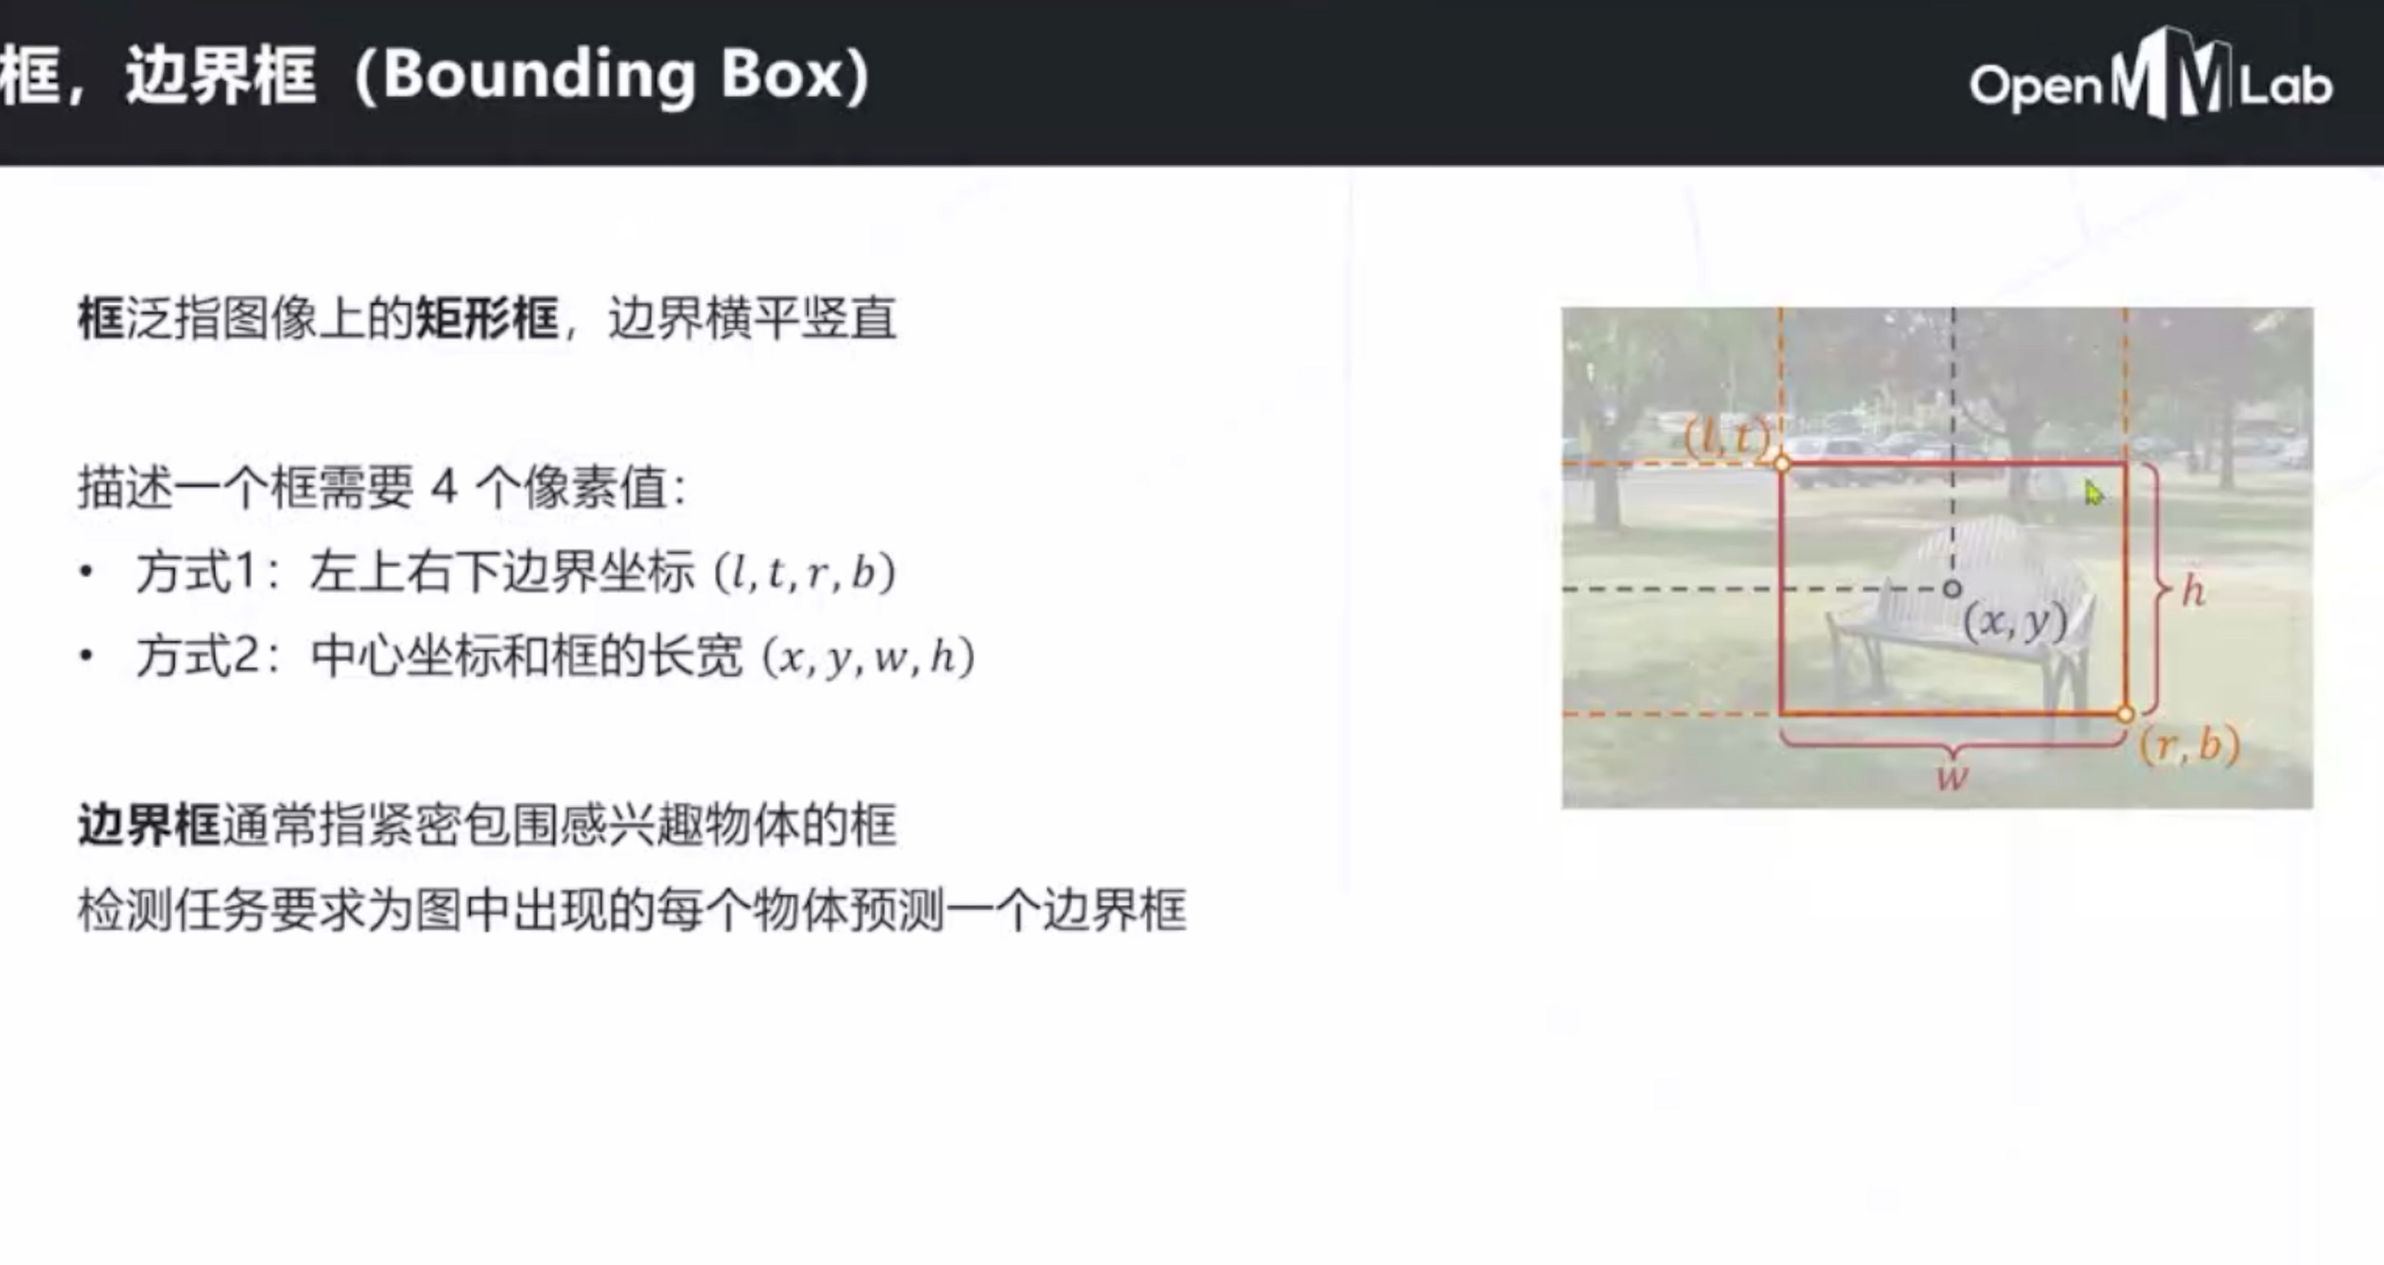 框，边界框（Bounding Box）
OpenMMLab
框泛指图像上的矩形框，边界横平竖直
描述一个框需要 4 个像素值：
• 方式1：左上右下边界坐标 (l, t, r, b)
• 方式2：中心坐标和框的长宽 (x, y, w, h)
边界框通常指紧密包围感兴趣物体的框
检测任务要求为图中出现的每个物体预测一个边界框
(l, t)
h
(x, y)
(r, b)
w